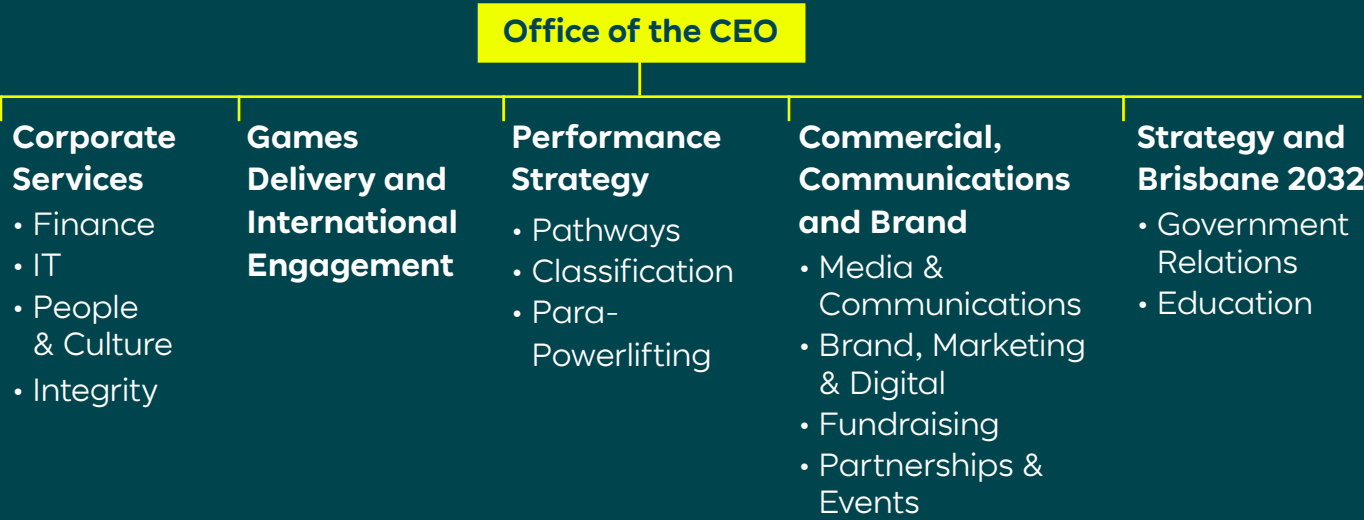 Office of the CEO
Corporate
Services
• Finance
• IT
• People
& Culture
• Integrity
Games
Delivery and
International
Engagement
Performance
Strategy
• Pathways
• Classification
• Para-
Powerlifting
Commercial,
Communications
and Brand
• Media &
Communications
• Brand, Marketing
& Digital
• Fundraising
• Partnerships &
Events
Strategy and
Brisbane 2032
• Government
Relations
• Education